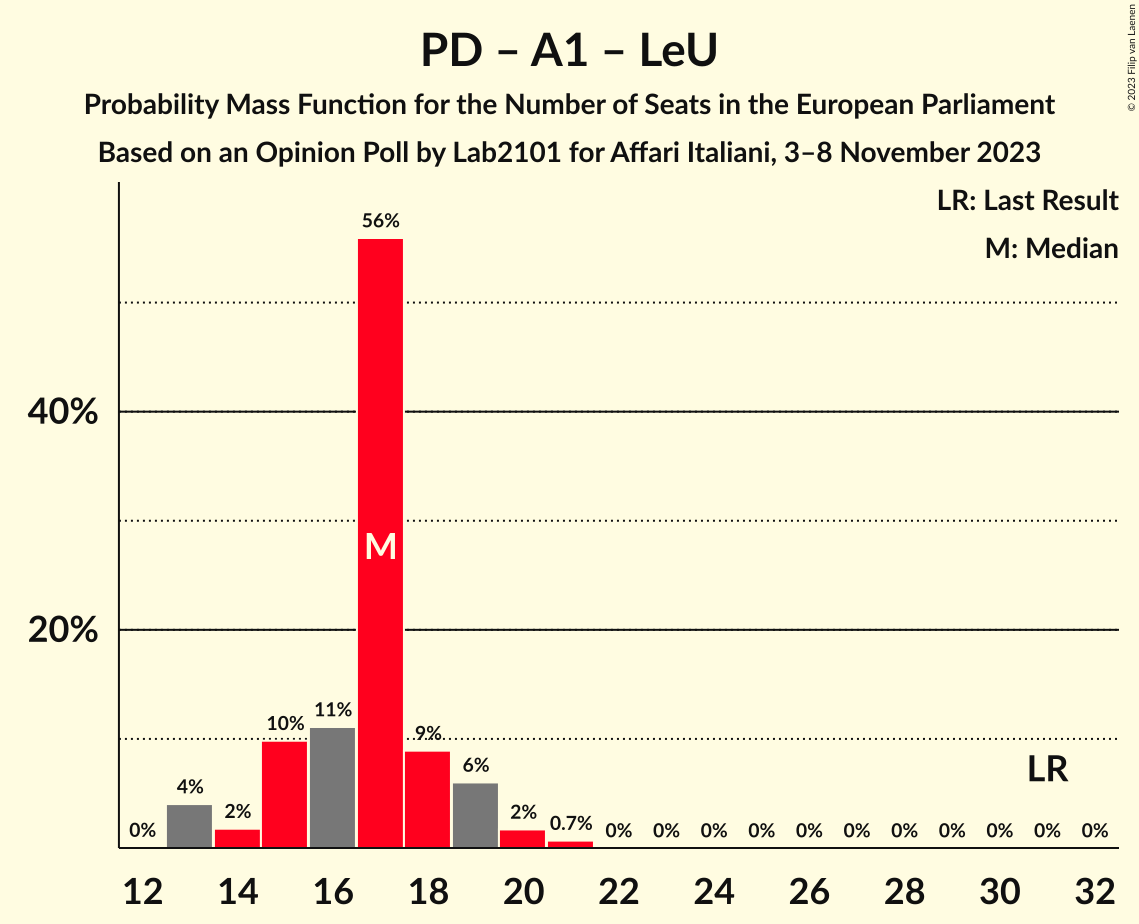 PD – A1 – LeU
Probability Mass Function for the Number of Seats in the European Parliament
Based on an Opinion Poll by Lab2101 for Affari Italiani, 3–8 November 2023
© 2023 Filip van Laenen
LR: Last Result
M: Median
56%
40%
M
20%
11%
10%
9%
LR
6%
4%
2%
2%
0.7%
0%
0% 0% 0% 0% 0% 0% 0% 0% 0% 0% 0%
12 14 16 18 20 22 24 26 28 30 32